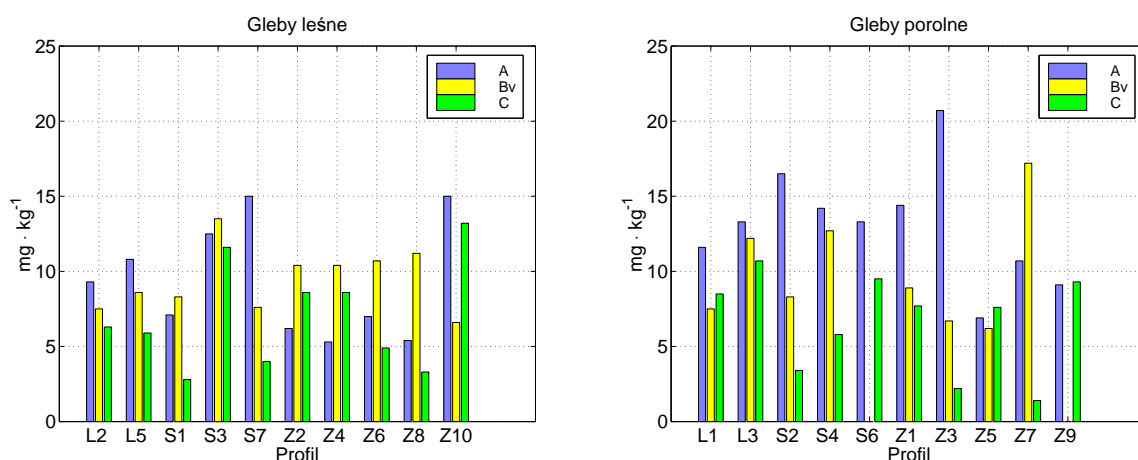 Gleby leśne
25
20
15
10
5
0
mg · kg⁻¹
A
Bv
C
L2 L5 S1 S3 S7 Z2 Z4 Z6 Z8 Z10
Profil
Gleby porolne
25
20
15
10
5
0
mg · kg⁻¹
A
Bv
C
L1 L3 S2 S4 S6 Z1 Z3 Z5 Z7 Z9
Profil